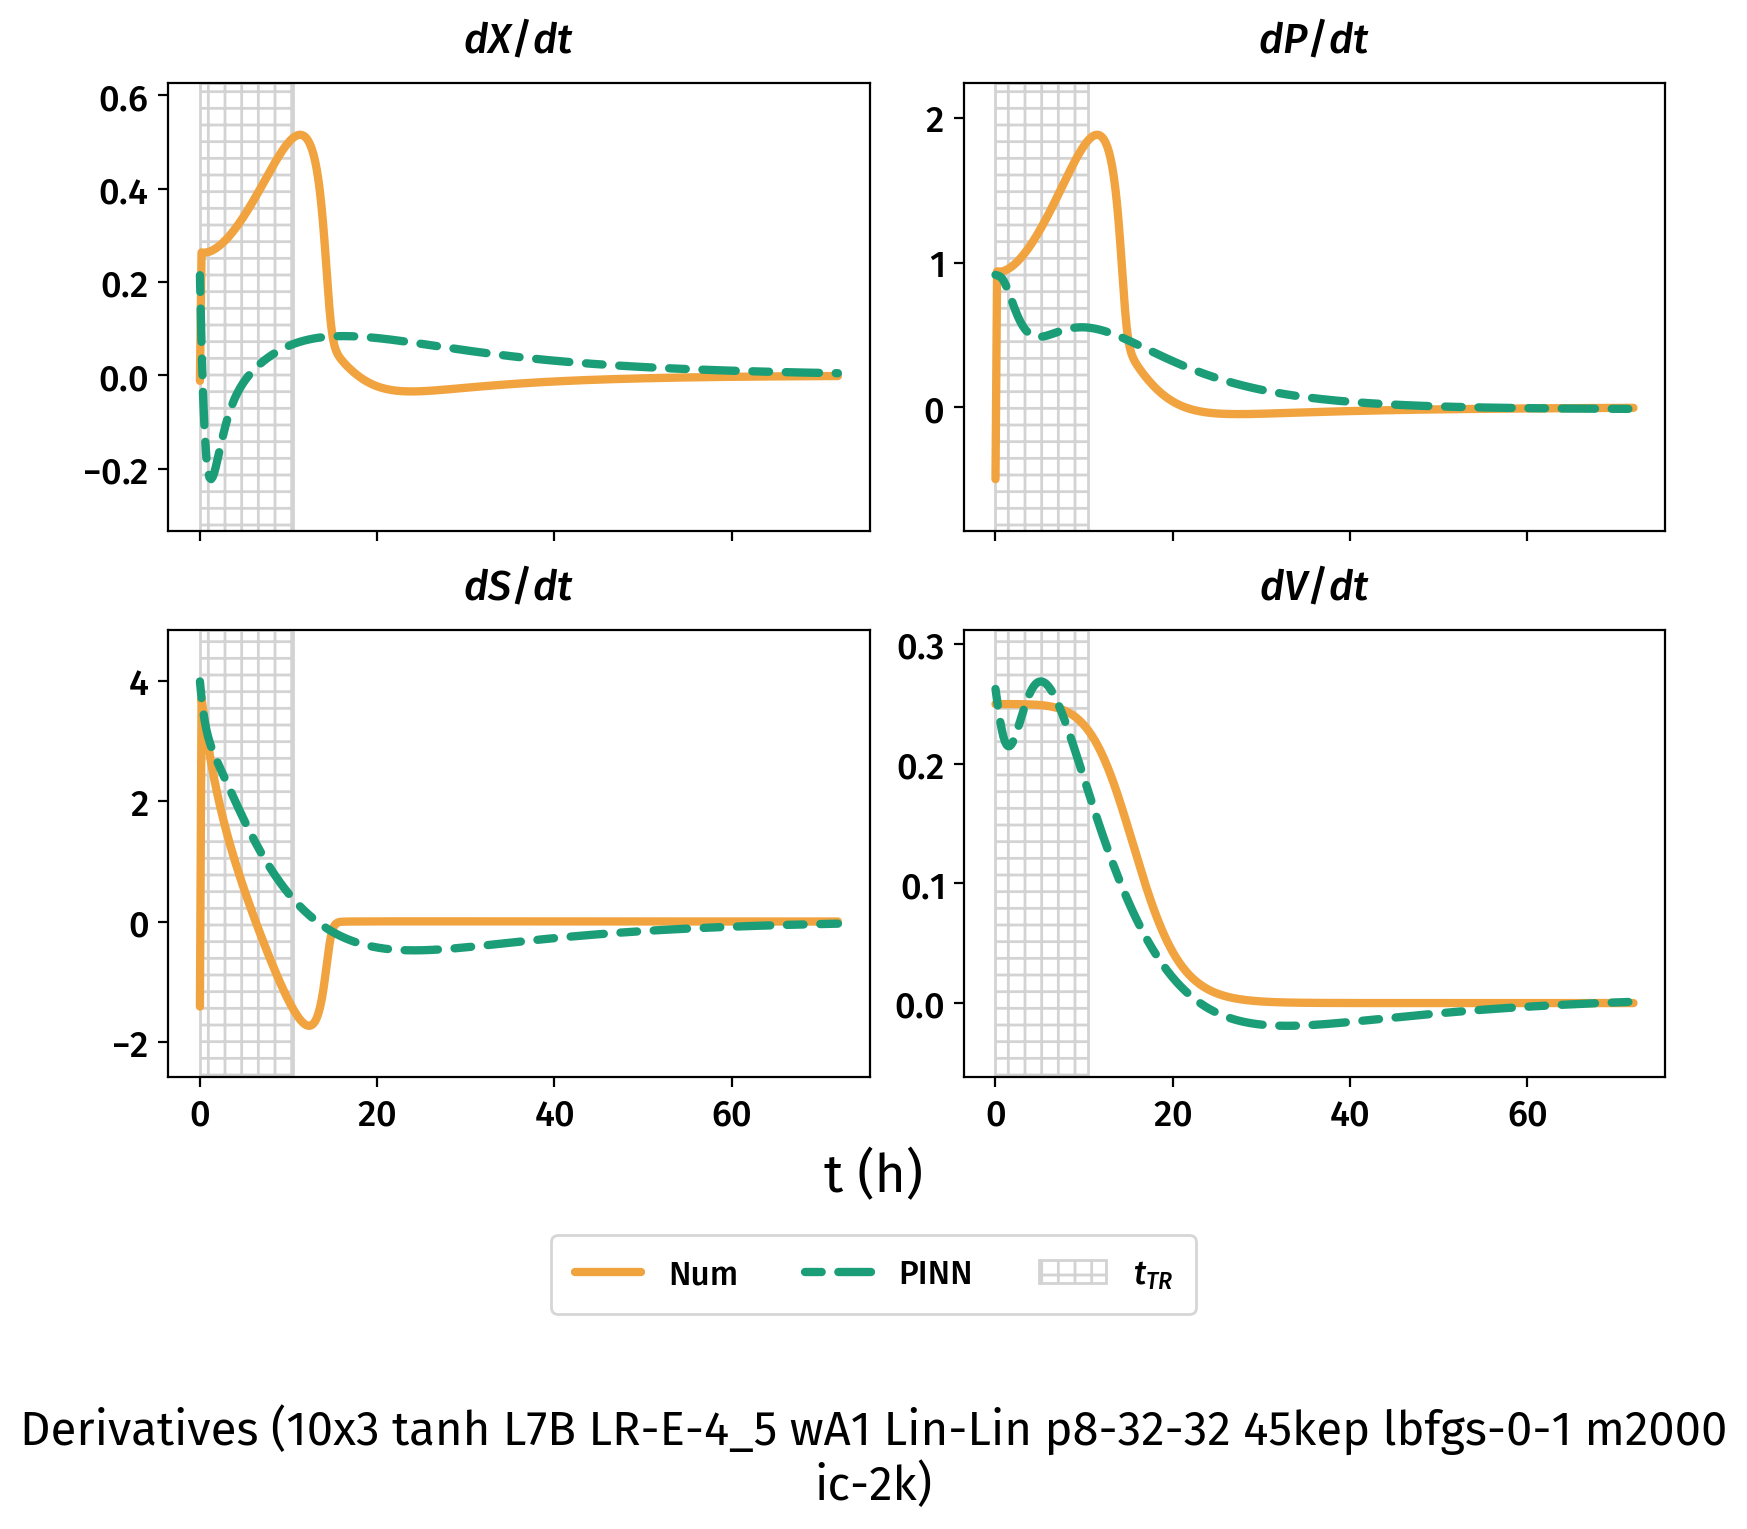 dX/dt
dP/dt
0.6
0.4
0.2
0.0
−0.2
2
1
0
dS/dt
dV/dt
4
2
0
−2
0.3
0.2
0.1
0.0
0 20 40 60
0 20 40 60
t (h)
Num PINN t_TR
Derivatives (10x3 tanh L7B LR-E-4_5 wA1 Lin-Lin p8-32-32 45kep lbfgs-0-1 m2000
ic-2k)